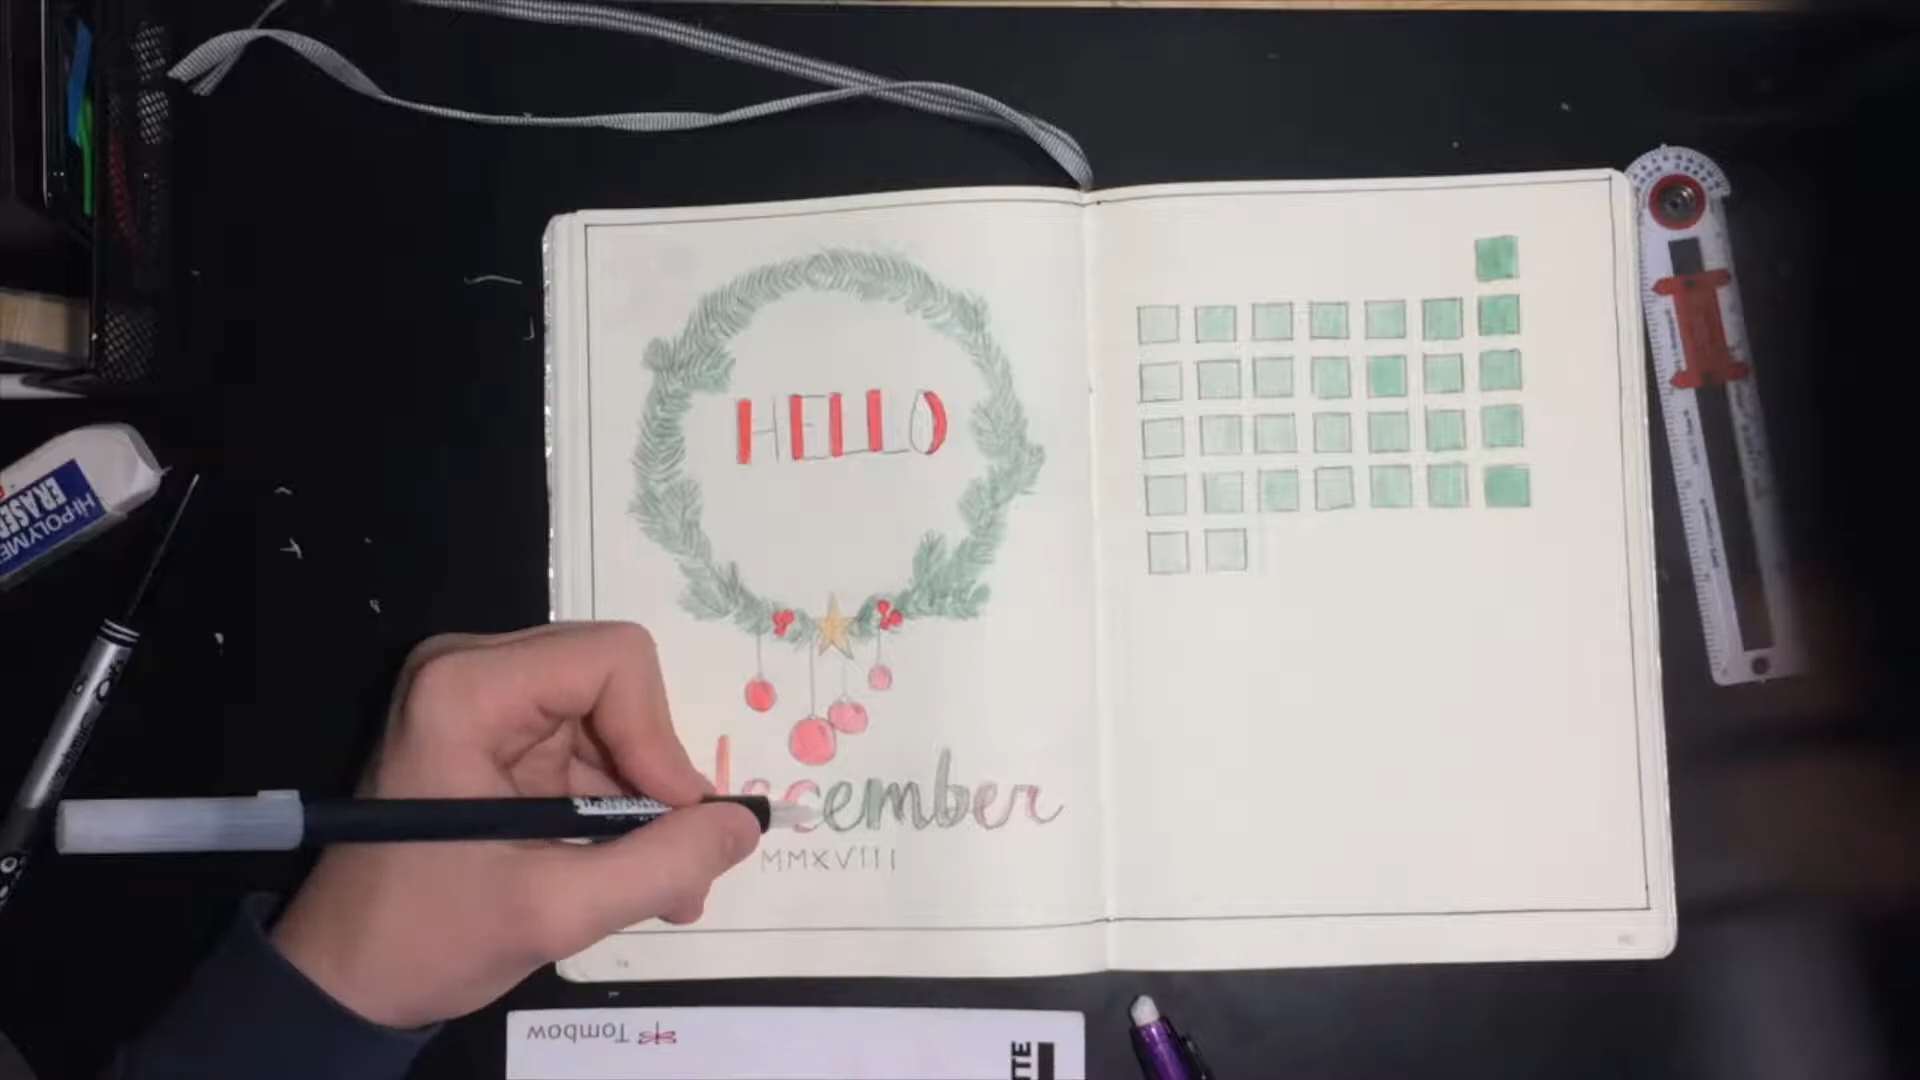 HELLO
december
MMXVIII
HI-POLYMER
ERASER
Tombow